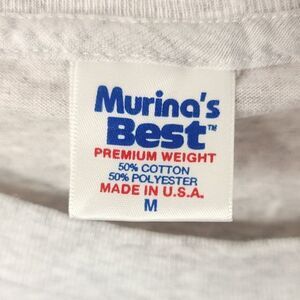 Murina's
Best™
PREMIUM WEIGHT
50% COTTON
50% POLYESTER
MADE IN U.S.A.
M